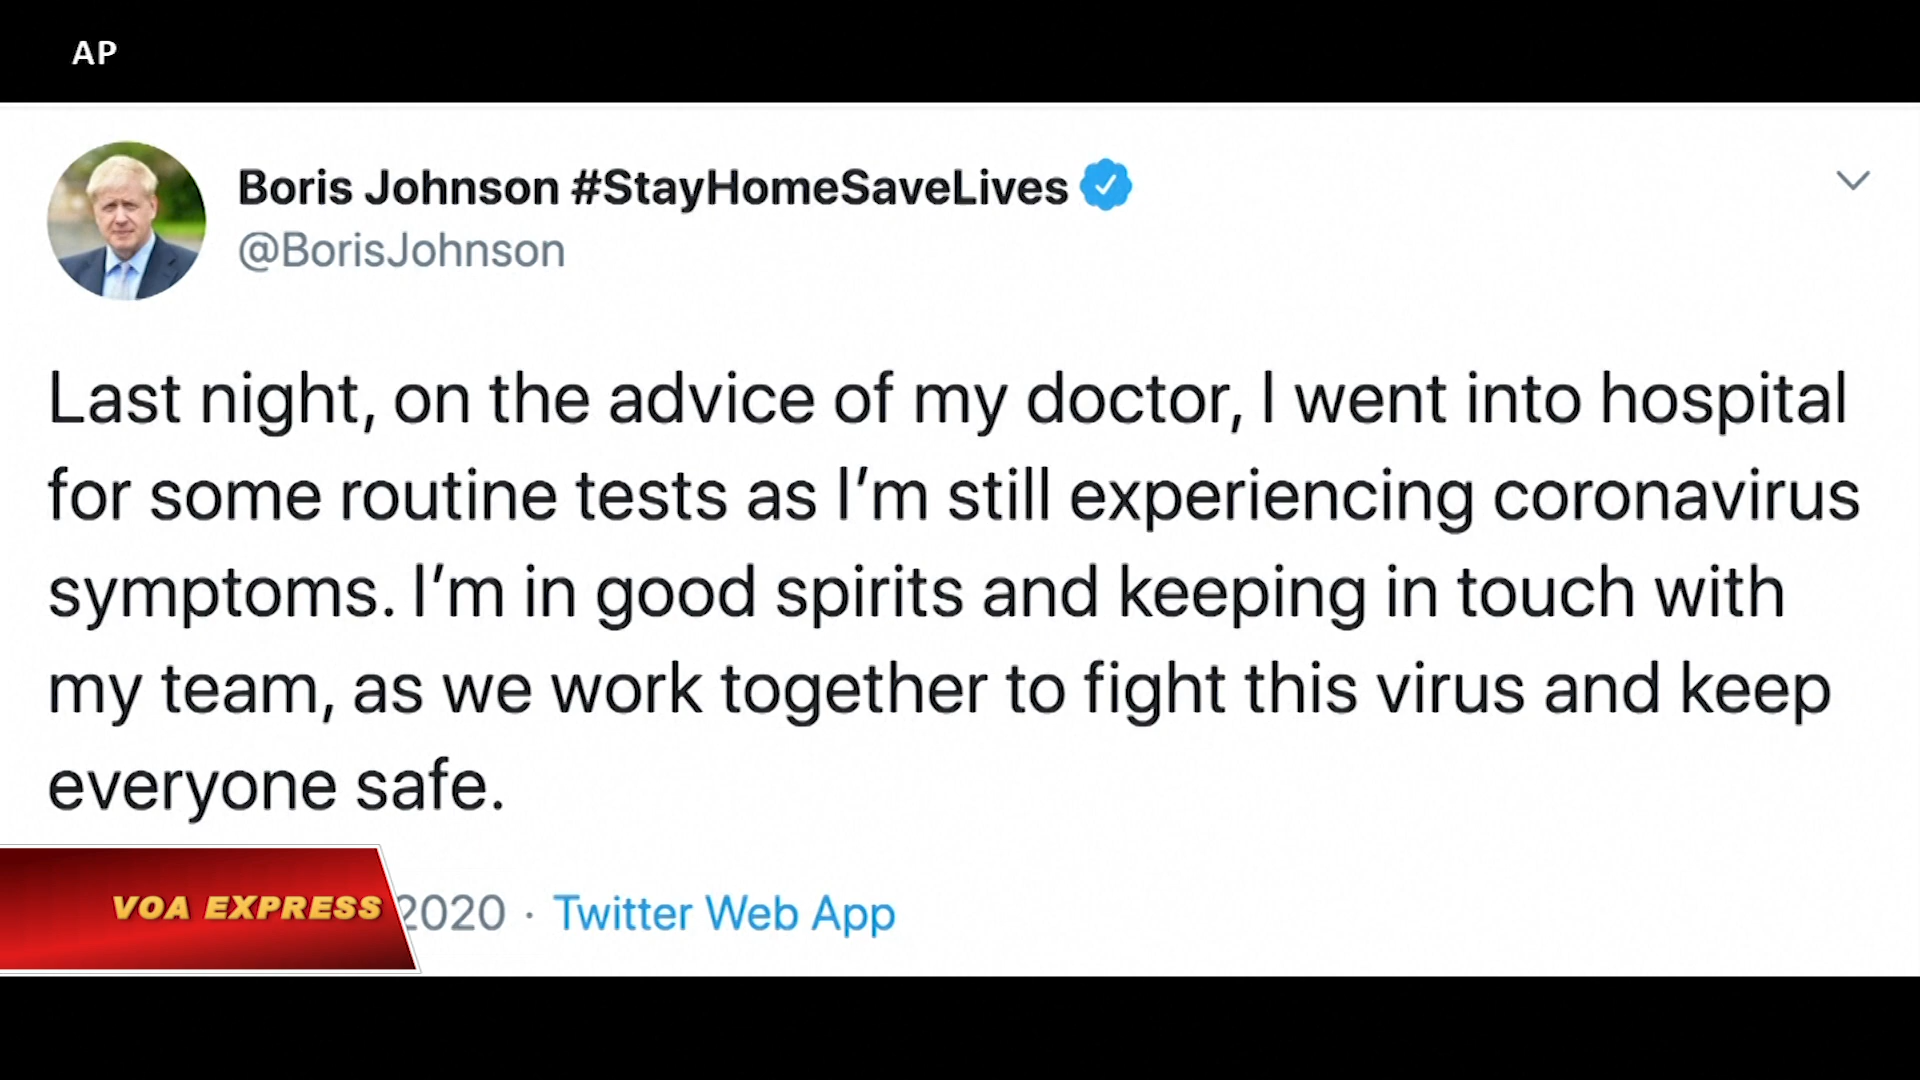 AP
Boris Johnson #StayHomeSaveLives
@BorisJohnson
Last night, on the advice of my doctor, I went into hospital
for some routine tests as I’m still experiencing coronavirus
symptoms. I’m in good spirits and keeping in touch with
my team, as we work together to fight this virus and keep
everyone safe.
VOA EXPRESS
2020 · Twitter Web App